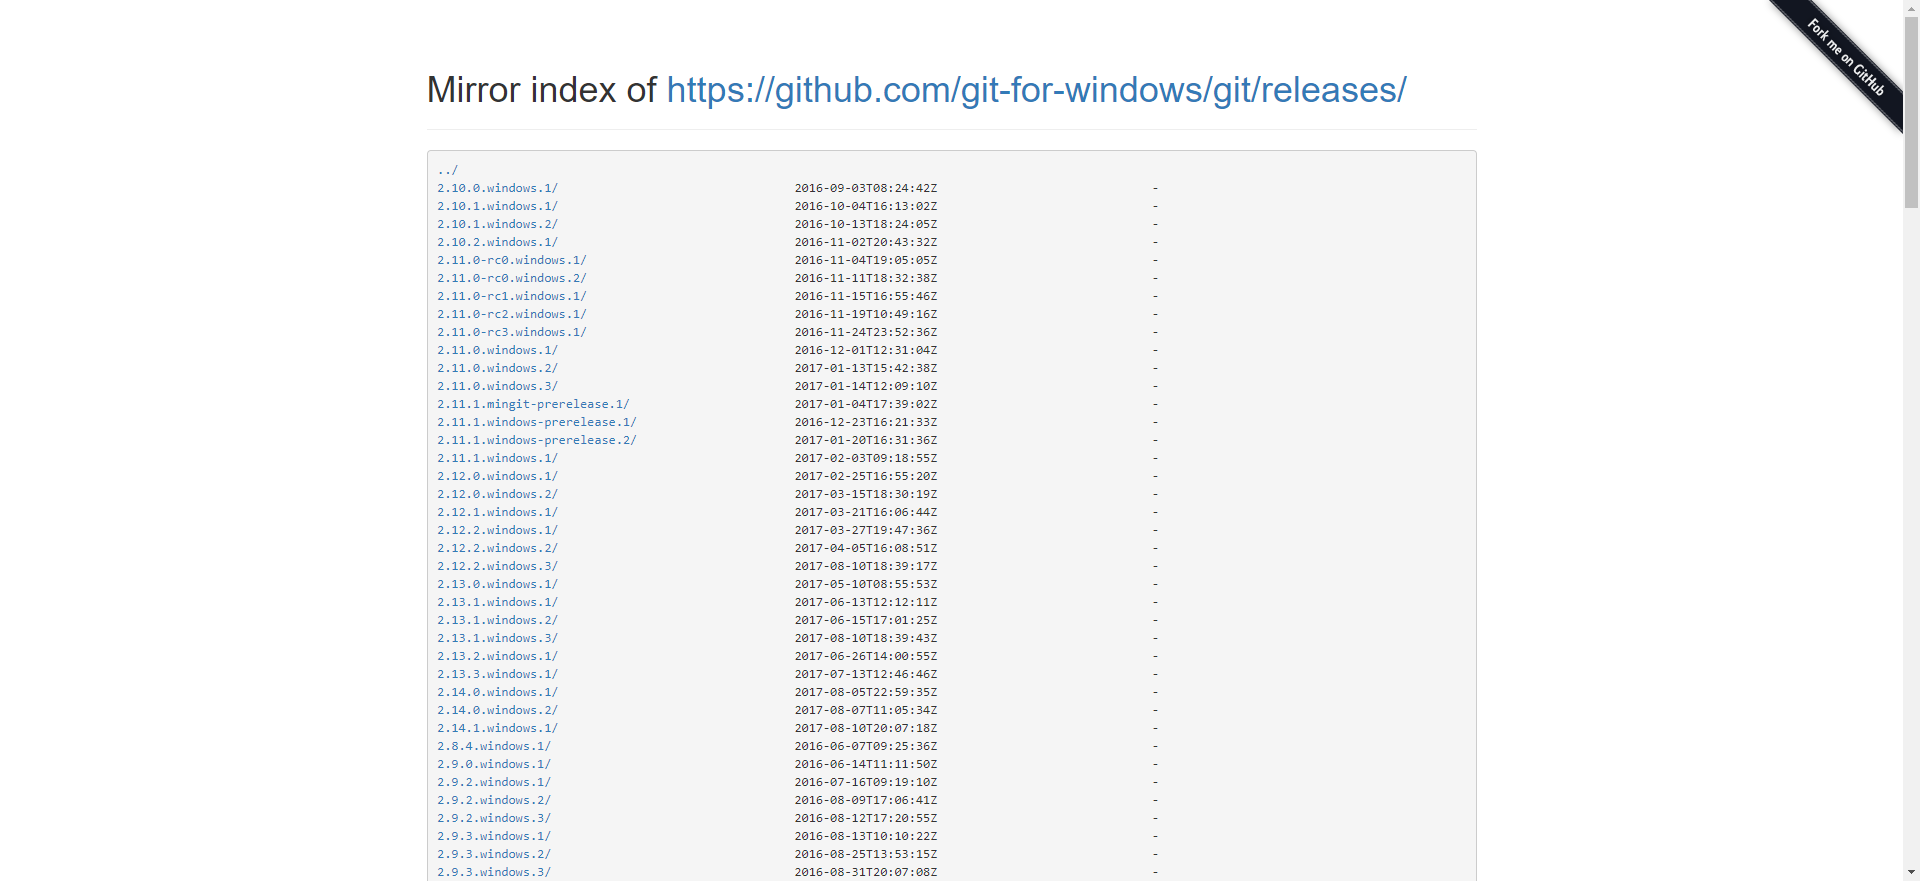 Fork me on GitHub
Mirror index of https://github.com/git-for-windows/git/releases/
../
2.10.0.windows.1/ 2016-09-03T08:24:42Z -
2.10.1.windows.1/ 2016-10-04T16:13:02Z -
2.10.1.windows.2/ 2016-10-13T18:24:05Z -
2.10.2.windows.1/ 2016-11-02T20:43:32Z -
2.11.0-rc0.windows.1/ 2016-11-04T19:05:05Z -
2.11.0-rc0.windows.2/ 2016-11-11T18:32:38Z -
2.11.0-rc1.windows.1/ 2016-11-15T16:55:46Z -
2.11.0-rc2.windows.1/ 2016-11-19T10:49:16Z -
2.11.0-rc3.windows.1/ 2016-11-24T23:52:36Z -
2.11.0.windows.1/ 2016-12-01T12:31:04Z -
2.11.0.windows.2/ 2017-01-13T15:42:38Z -
2.11.0.windows.3/ 2017-01-14T12:09:10Z -
2.11.1.mingit-prerelease.1/ 2017-01-04T17:39:02Z -
2.11.1.windows-prerelease.1/ 2016-12-23T16:21:33Z -
2.11.1.windows-prerelease.2/ 2017-01-20T16:31:36Z -
2.11.1.windows.1/ 2017-02-03T09:18:55Z -
2.12.0.windows.1/ 2017-02-25T16:55:20Z -
2.12.0.windows.2/ 2017-03-15T18:30:19Z -
2.12.1.windows.1/ 2017-03-21T16:06:44Z -
2.12.2.windows.1/ 2017-03-27T19:47:36Z -
2.12.2.windows.2/ 2017-04-05T16:08:51Z -
2.12.2.windows.3/ 2017-08-10T18:39:17Z -
2.13.0.windows.1/ 2017-05-10T08:55:53Z -
2.13.1.windows.1/ 2017-06-13T12:12:11Z -
2.13.1.windows.2/ 2017-06-15T17:01:25Z -
2.13.1.windows.3/ 2017-08-10T18:39:43Z -
2.13.2.windows.1/ 2017-06-26T14:00:55Z -
2.13.3.windows.1/ 2017-07-13T12:46:46Z -
2.14.0.windows.1/ 2017-08-05T22:59:35Z -
2.14.0.windows.2/ 2017-08-07T11:05:34Z -
2.14.1.windows.1/ 2017-08-10T20:07:18Z -
2.8.4.windows.1/ 2016-06-07T09:25:36Z -
2.9.0.windows.1/ 2016-06-14T11:11:50Z -
2.9.2.windows.1/ 2016-07-16T09:19:10Z -
2.9.2.windows.2/ 2016-08-09T17:06:41Z -
2.9.2.windows.3/ 2016-08-12T17:20:55Z -
2.9.3.windows.1/ 2016-08-13T10:10:22Z -
2.9.3.windows.2/ 2016-08-25T13:53:15Z -
2.9.3.windows.3/ 2016-08-31T20:07:08Z -